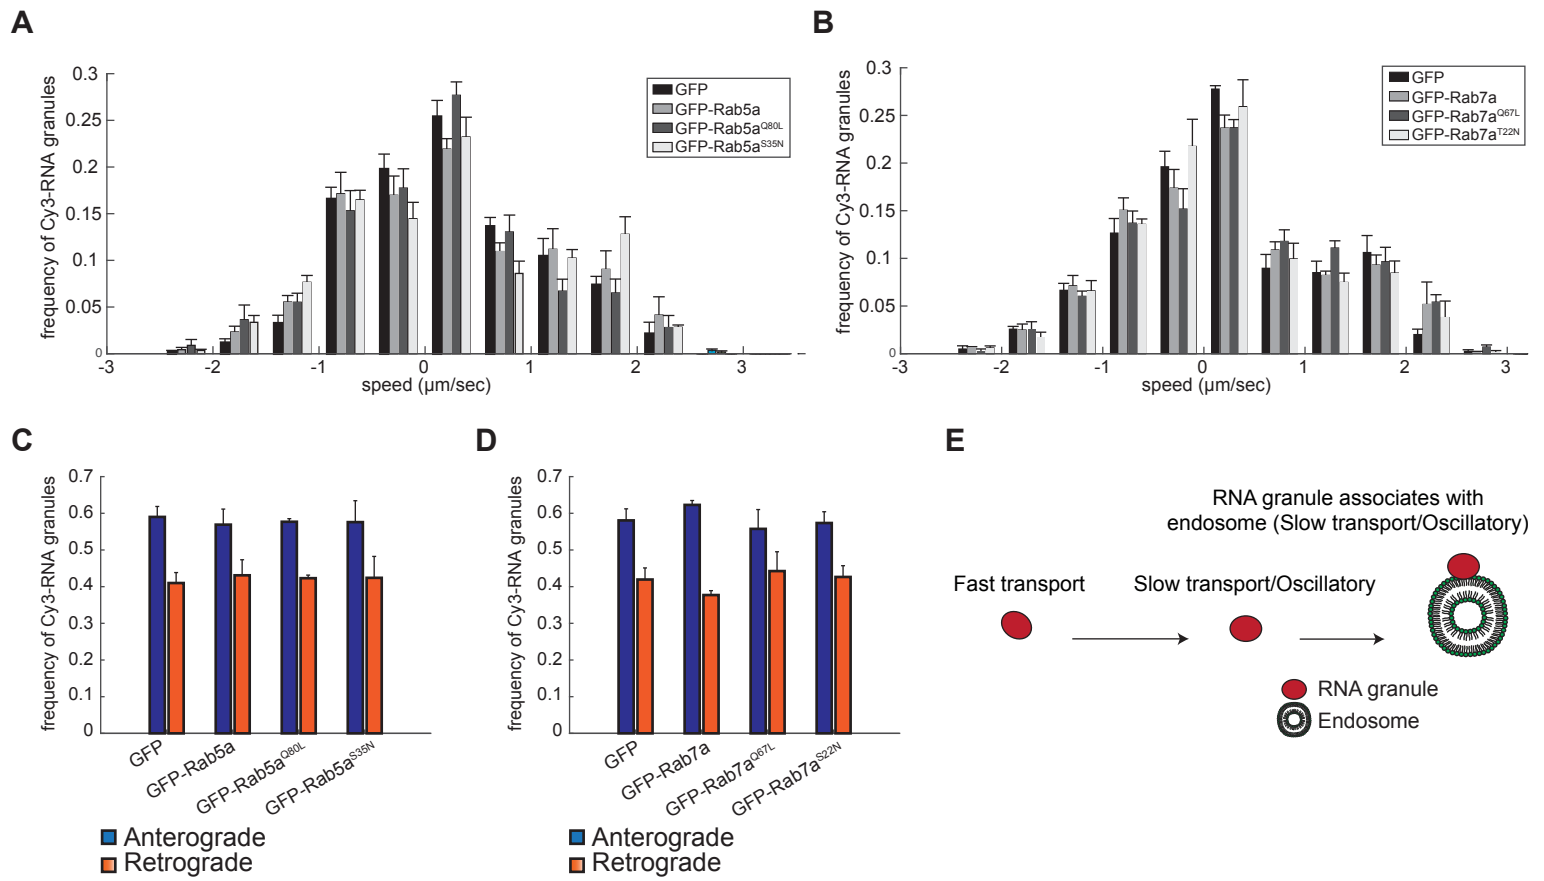 A
B
frequency of Cy3-RNA granules
0.3
0.25
0.2
0.15
0.1
0.05
0
-3
-2
-1
0
1
2
3
speed (µm/sec)
GFP
GFP-Rab5a
GFP-Rab5aQ80L
GFP-Rab5aS35N
frequency of Cy3-RNA granules
0.3
0.25
0.2
0.15
0.1
0.05
0
-3
-2
-1
0
1
2
3
speed (µm/sec)
GFP
GFP-Rab7a
GFP-Rab7aQ67L
GFP-Rab7aT22N
C
D
E
frequency of Cy3-RNA granules
0.7
0.6
0.5
0.4
0.3
0.2
0.1
0
GFP
GFP-Rab5a
GFP-Rab5aQ80L
GFP-Rab5aS35N
Anterograde
Retrograde
frequency of Cy3-RNA granules
0.7
0.6
0.5
0.4
0.3
0.2
0.1
0
GFP
GFP-Rab7a
GFP-Rab7aQ67L
GFP-Rab7aS22N
Anterograde
Retrograde
RNA granule associates with
endosome (Slow transport/Oscillatory)
Fast transport
Slow transport/Oscillatory
RNA granule
Endosome